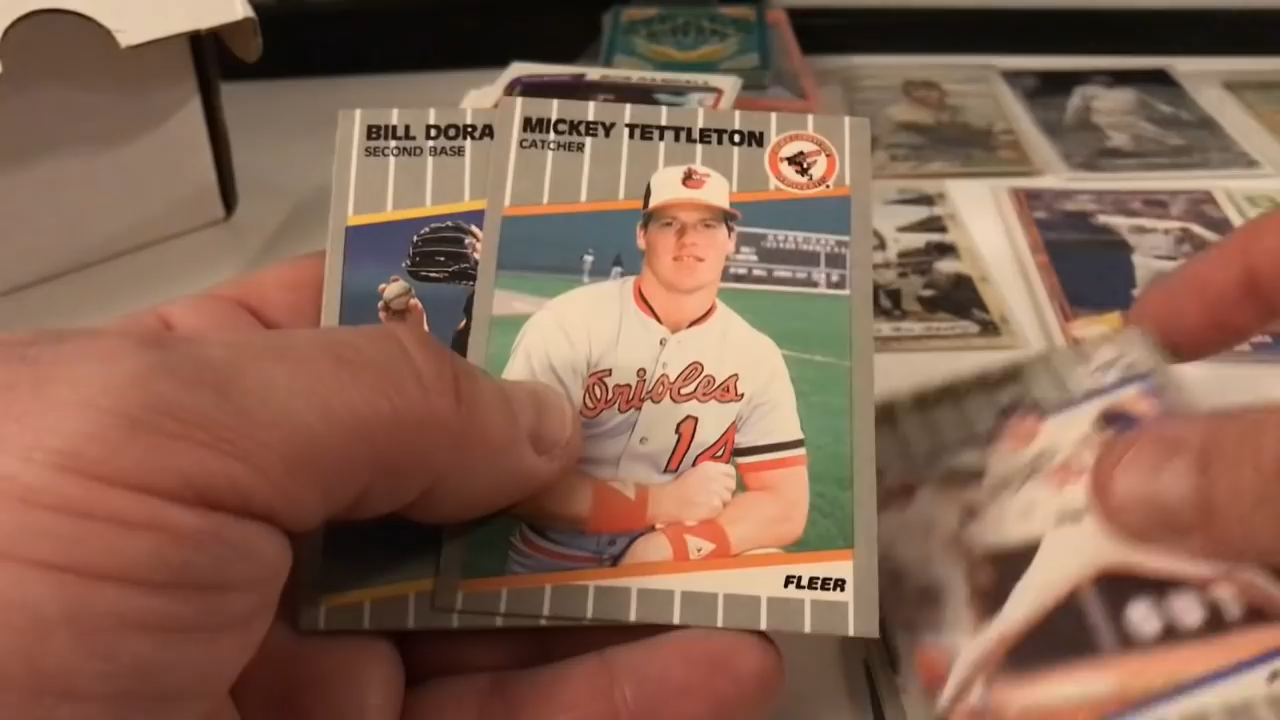 BILL DORA
SECOND BASE
MICKEY TETTLETON
CATCHER
Orioles
14
FLEER